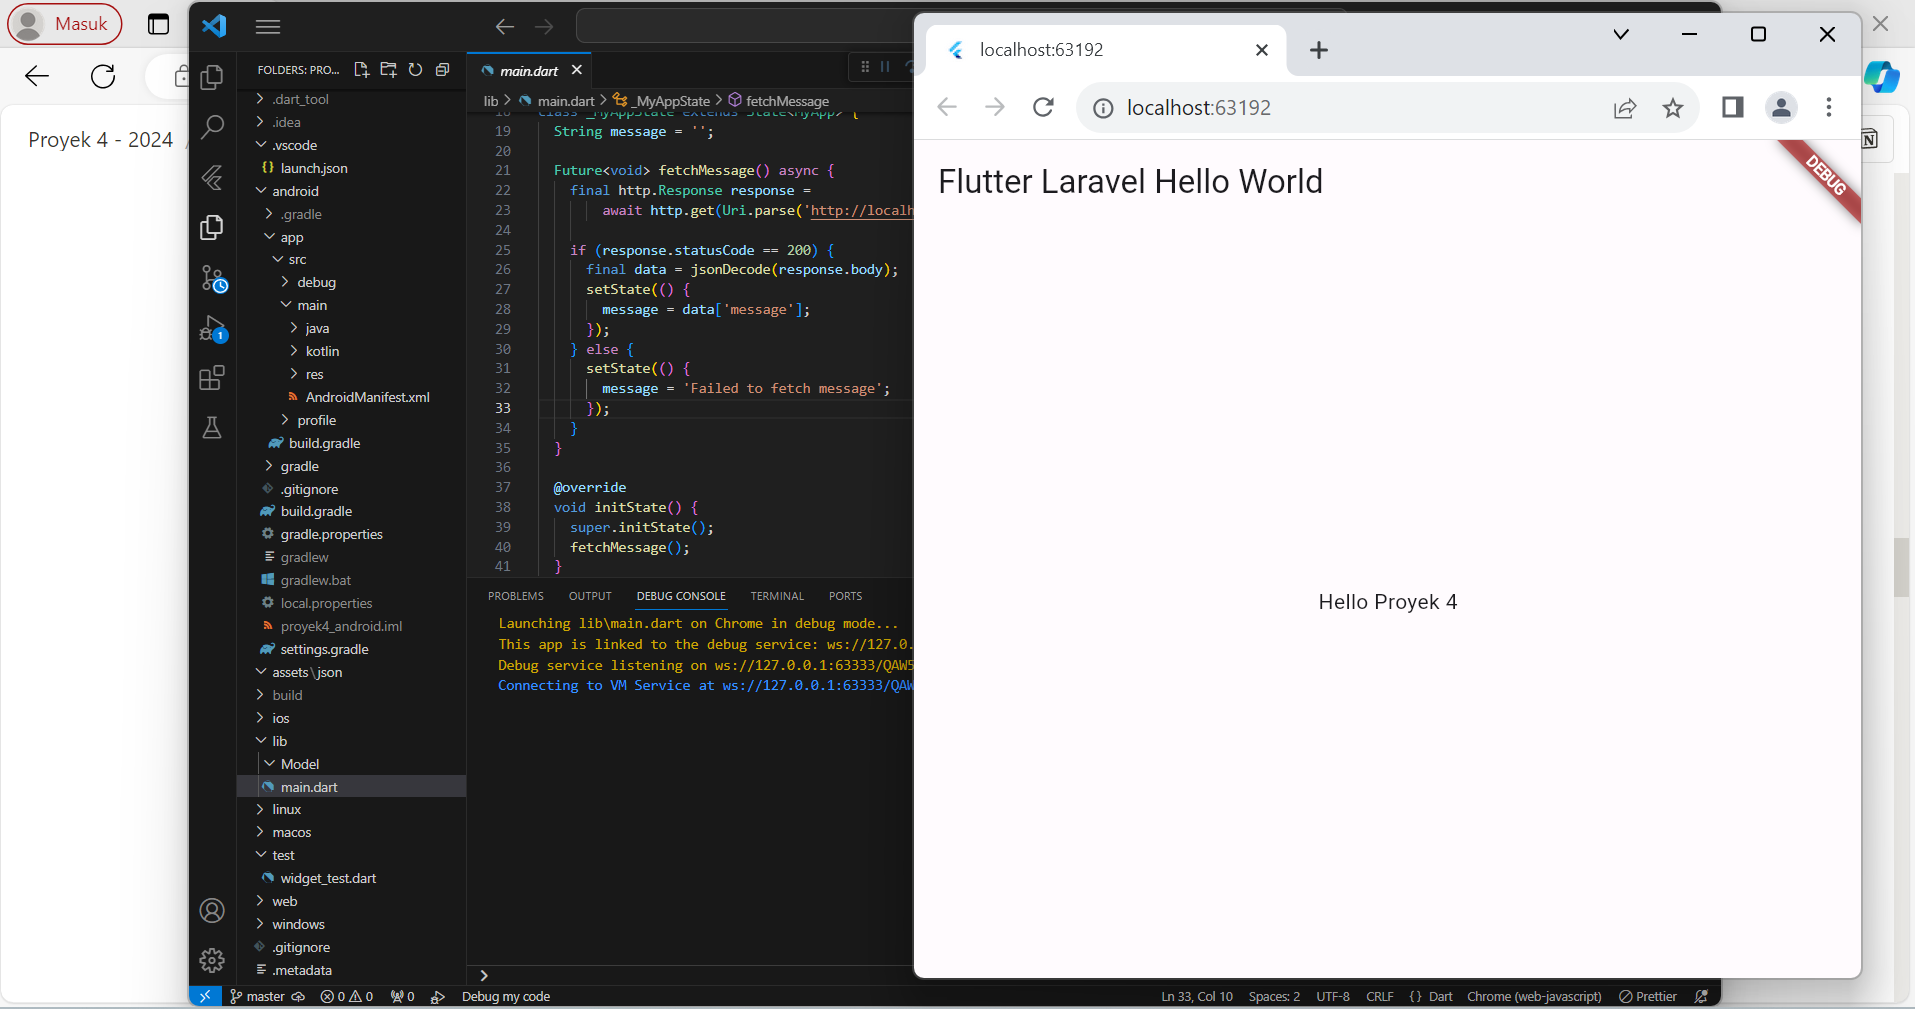 Masuk
Proyek 4 - 2024
FOLDERS: PRO...
.dart_tool
.idea
.vscode
launch.json
android
.gradle
app
src
debug
main
java
kotlin
res
AndroidManifest.xml
profile
build.gradle
gradle
.gitignore
build.gradle
gradle.properties
gradlew
gradlew.bat
local.properties
proyek4_android.iml
settings.gradle
assets\json
build
ios
lib
Model
main.dart
linux
macos
test
widget_test.dart
web
windows
.gitignore
.metadata
1
main.dart
lib > main.dart > _MyAppState > fetchMessage
18 class _MyAppState extends State<MyApp> {
19 String message = '';
20
21 Future<void> fetchMessage() async {
22 final http.Response response =
23 await http.get(Uri.parse('http://localh
24
25 if (response.statusCode == 200) {
26 final data = jsonDecode(response.body);
27 setState(() {
28 message = data['message'];
29 });
30 } else {
31 setState(() {
32 message = 'Failed to fetch message';
33 });
34 }
35 }
36
37 @override
38 void initState() {
39 super.initState();
40 fetchMessage();
41 }
PROBLEMS OUTPUT DEBUG CONSOLE TERMINAL PORTS
Launching lib\main.dart on Chrome in debug mode...
This app is linked to the debug service: ws://127.0.
Debug service listening on ws://127.0.0.1:63333/QAW5
Connecting to VM Service at ws://127.0.0.1:63333/QAW
>
master 0 0 0 Debug my code
Ln 33, Col 10 Spaces: 2 UTF-8 CRLF {} Dart Chrome (web-javascript) Prettier
localhost:63192
localhost:63192
DEBUG
Flutter Laravel Hello World
Hello Proyek 4
N